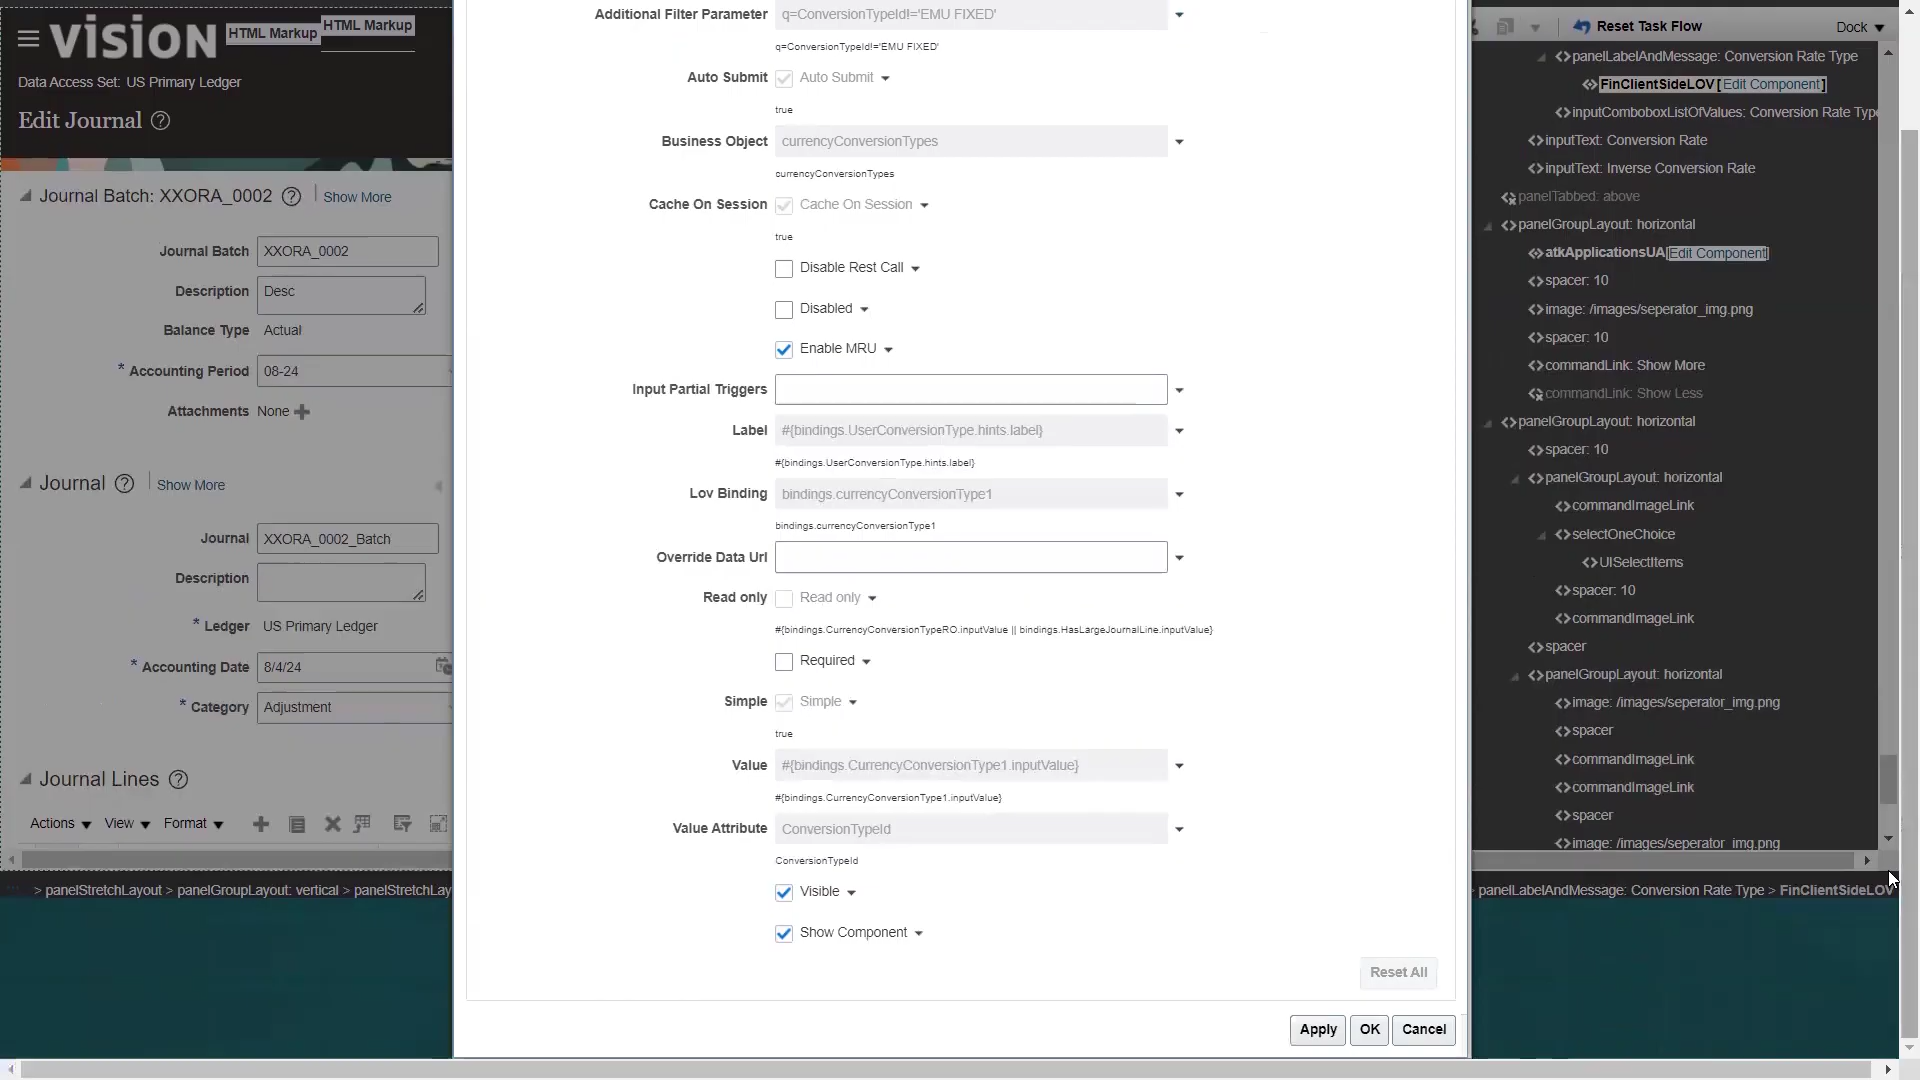 VISION
HTML Markup
HTML Markup
Data Access Set: US Primary Ledger
Edit Journal
Journal Batch: XXORA_0002
Show More
Journal Batch XXORA_0002
Description Desc
Balance Type Actual
* Accounting Period 08-24
Attachments None
Journal
Show More
Journal XXORA_0002_Batch
Description
* Ledger US Primary Ledger
* Accounting Date 8/4/24
* Category Adjustment
Journal Lines
Actions View Format
> panelStretchLayout > panelGroupLayout: vertical > panelStretchLay
Additional Filter Parameter q=ConversionTypeId!='EMU FIXED'
q=ConversionTypeId!='EMU FIXED'
Auto Submit Auto Submit
true
Business Object currencyConversionTypes
currencyConversionTypes
Cache On Session Cache On Session
true
Disable Rest Call
Disabled
Enable MRU
Input Partial Triggers
Label #{bindings.UserConversionType.hints.label}
#{bindings.UserConversionType.hints.label}
Lov Binding bindings.currencyConversionType1
bindings.currencyConversionType1
Override Data Url
Read only Read only
#{bindings.CurrencyConversionTypeRO.inputValue || bindings.HasLargeJournalLine.inputValue}
Required
Simple Simple
true
Value #{bindings.CurrencyConversionType1.inputValue}
#{bindings.CurrencyConversionType1.inputValue}
Value Attribute ConversionTypeId
ConversionTypeId
Visible
Show Component
Reset All
Apply OK Cancel
Reset Task Flow Dock
<>panelLabelAndMessage: Conversion Rate Type
<>FinClientSideLOV [Edit Component]
<>inputComboboxListOfValues: Conversion Rate Type
<>inputText: Conversion Rate
<>inputText: Inverse Conversion Rate
panelTabbed: above
<>panelGroupLayout: horizontal
<>atkApplicationsUA[Edit Component]
<>spacer: 10
<>image: /images/seperator_img.png
<>spacer: 10
<>commandLink: Show More
commandLink: Show Less
<>panelGroupLayout: horizontal
<>spacer: 10
<>panelGroupLayout: horizontal
<>commandImageLink
<>selectOneChoice
<>UISelectItems
<>spacer: 10
<>commandImageLink
<>spacer
<>panelGroupLayout: horizontal
<>image: /images/seperator_img.png
<>spacer
<>commandImageLink
<>commandImageLink
<>spacer
<>image: /images/seperator_img.png
panelLabelAndMessage: Conversion Rate Type > FinClientSideLOV